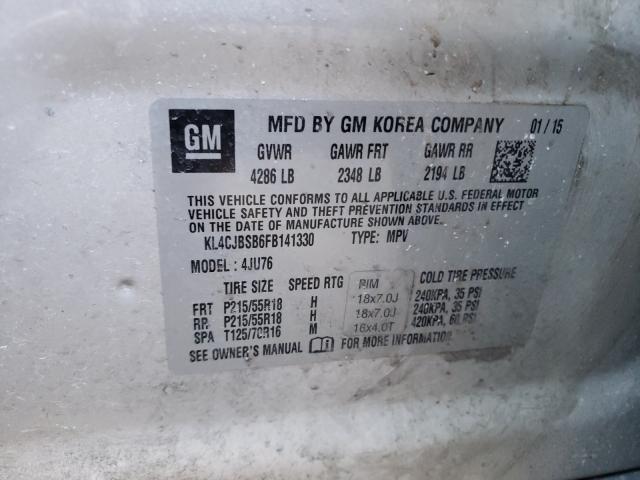 GM MFD BY GM KOREA COMPANY 01/15
GVWR GAWR FRT GAWR RR
4286 LB 2348 LB 2194 LB
THIS VEHICLE CONFORMS TO ALL APPLICABLE U.S. FEDERAL MOTOR
VEHICLE SAFETY AND THEFT PREVENTION STANDARDS IN EFFECT
ON THE DATE OF MANUFACTURE SHOWN ABOVE.
KL4CJBSB6FB141330 TYPE: MPV
MODEL: 4JU76
TIRE SIZE SPEED RTG RIM COLD TIRE PRESSURE
FRT P215/55R18 H 18x7.0J 240KPA, 35 PSI
RR P215/55R18 H 18x7.0J 240KPA, 35 PSI
SPA T125/70R16 M 16x4.0T 420KPA, 60 PSI
SEE OWNER'S MANUAL FOR MORE INFORMATION